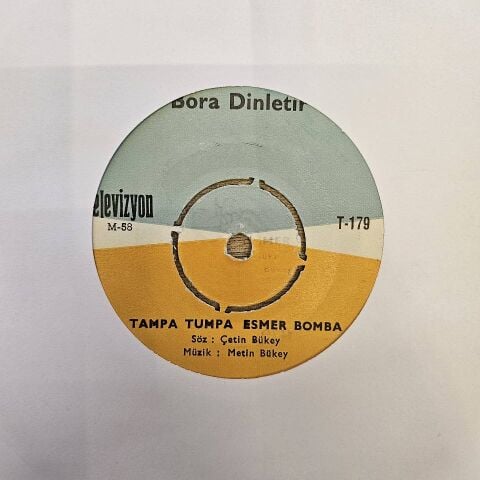 Bora Dinletir
elevizyon
M-58
T-179
TAMPA TUMPA ESMER BOMBA
Söz : Çetin Bükey
Müzik : Metin Bükey